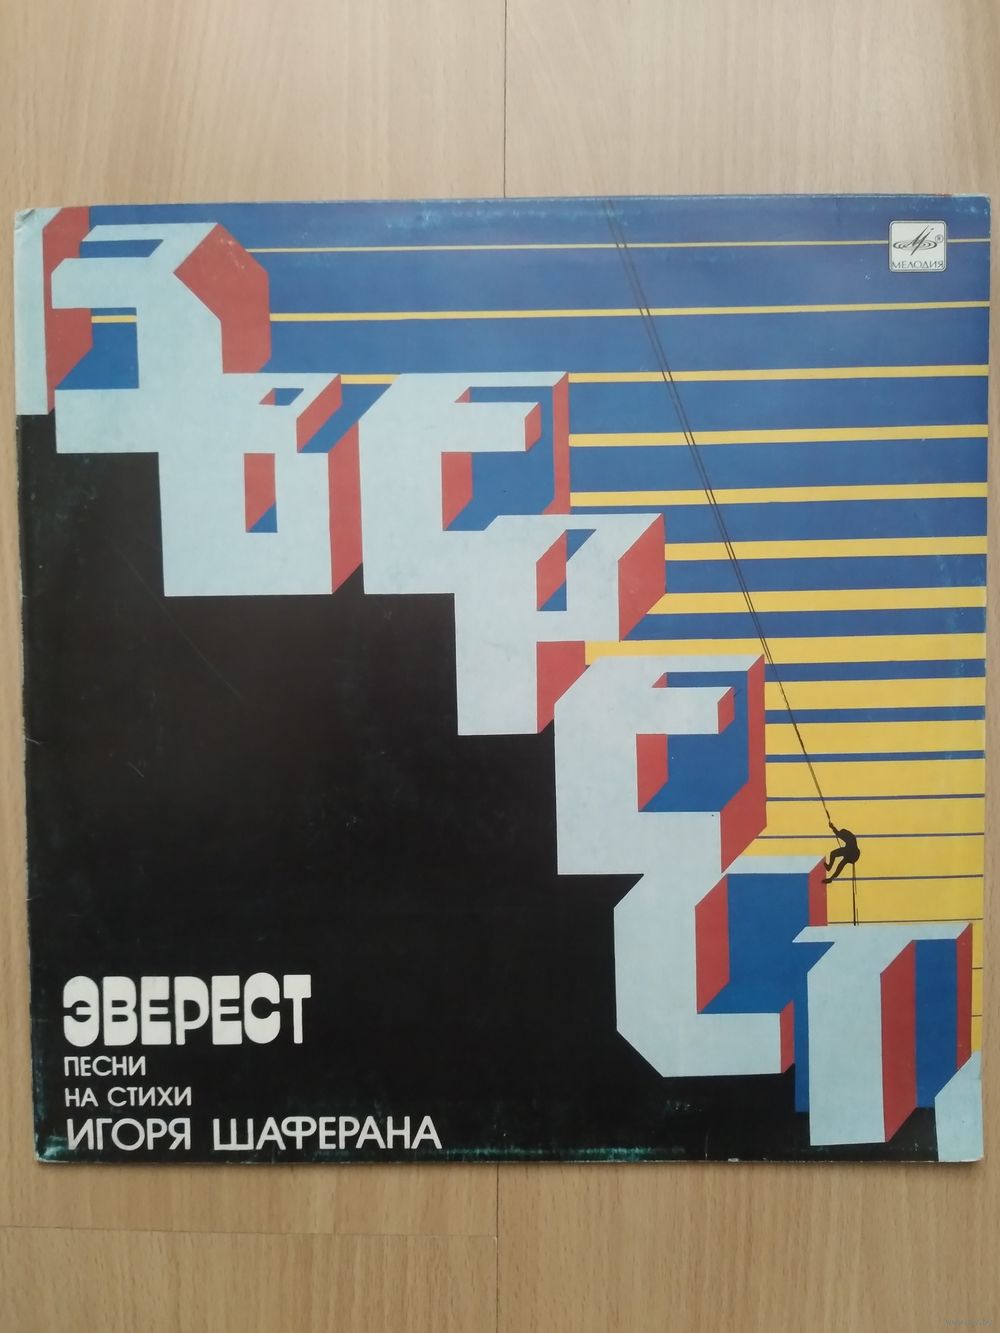 ЭВЕРЕСТ
МЕЛОДИЯ
ЭВЕРЕСТ
ПЕСНИ
НА СТИХИ
ИГОРЯ ШАФЕРАНА